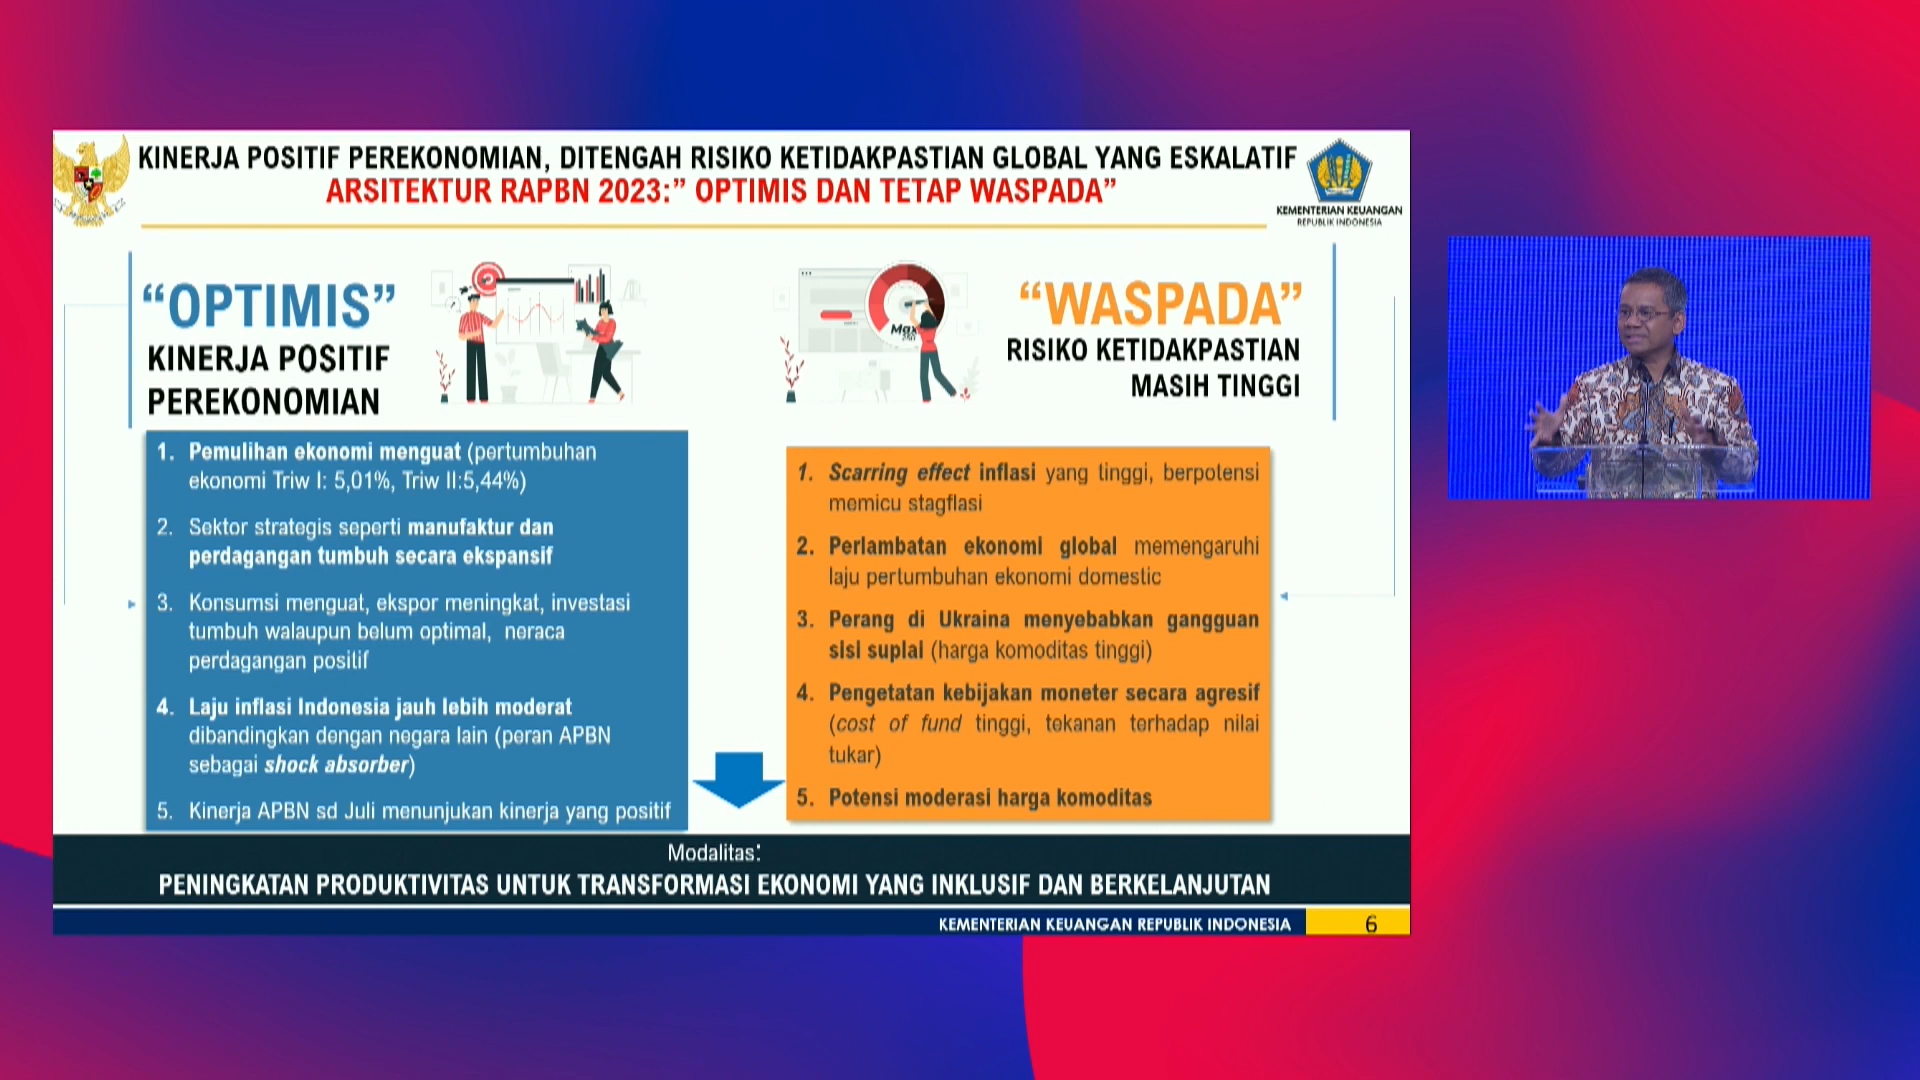 KINERJA POSITIF PEREKONOMIAN, DITENGAH RISIKO KETIDAKPASTIAN GLOBAL YANG ESKALATIF
ARSITEKTUR RAPBN 2023:” OPTIMIS DAN TETAP WASPADA”
KEMENTERIAN KEUANGAN
REPUBLIK INDONESIA
“OPTIMIS”
KINERJA POSITIF
PEREKONOMIAN
Max
“WASPADA”
RISIKO KETIDAKPASTIAN
MASIH TINGGI
1. Pemulihan ekonomi menguat (pertumbuhan
ekonomi Triw I: 5,01%, Triw II:5,44%)
2. Sektor strategis seperti manufaktur dan
perdagangan tumbuh secara ekspansif
3. Konsumsi menguat, ekspor meningkat, investasi
tumbuh walaupun belum optimal, neraca
perdagangan positif
4. Laju inflasi Indonesia jauh lebih moderat
dibandingkan dengan negara lain (peran APBN
sebagai shock absorber)
5. Kinerja APBN sd Juli menunjukan kinerja yang positif
1. Scarring effect inflasi yang tinggi, berpotensi
memicu stagflasi
2. Perlambatan ekonomi global memengaruhi
laju pertumbuhan ekonomi domestic
3. Perang di Ukraina menyebabkan gangguan
sisi suplai (harga komoditas tinggi)
4. Pengetatan kebijakan moneter secara agresif
(cost of fund tinggi, tekanan terhadap nilai
tukar)
5. Potensi moderasi harga komoditas
Modalitas:
PENINGKATAN PRODUKTIVITAS UNTUK TRANSFORMASI EKONOMI YANG INKLUSIF DAN BERKELANJUTAN
KEMENTERIAN KEUANGAN REPUBLIK INDONESIA
6